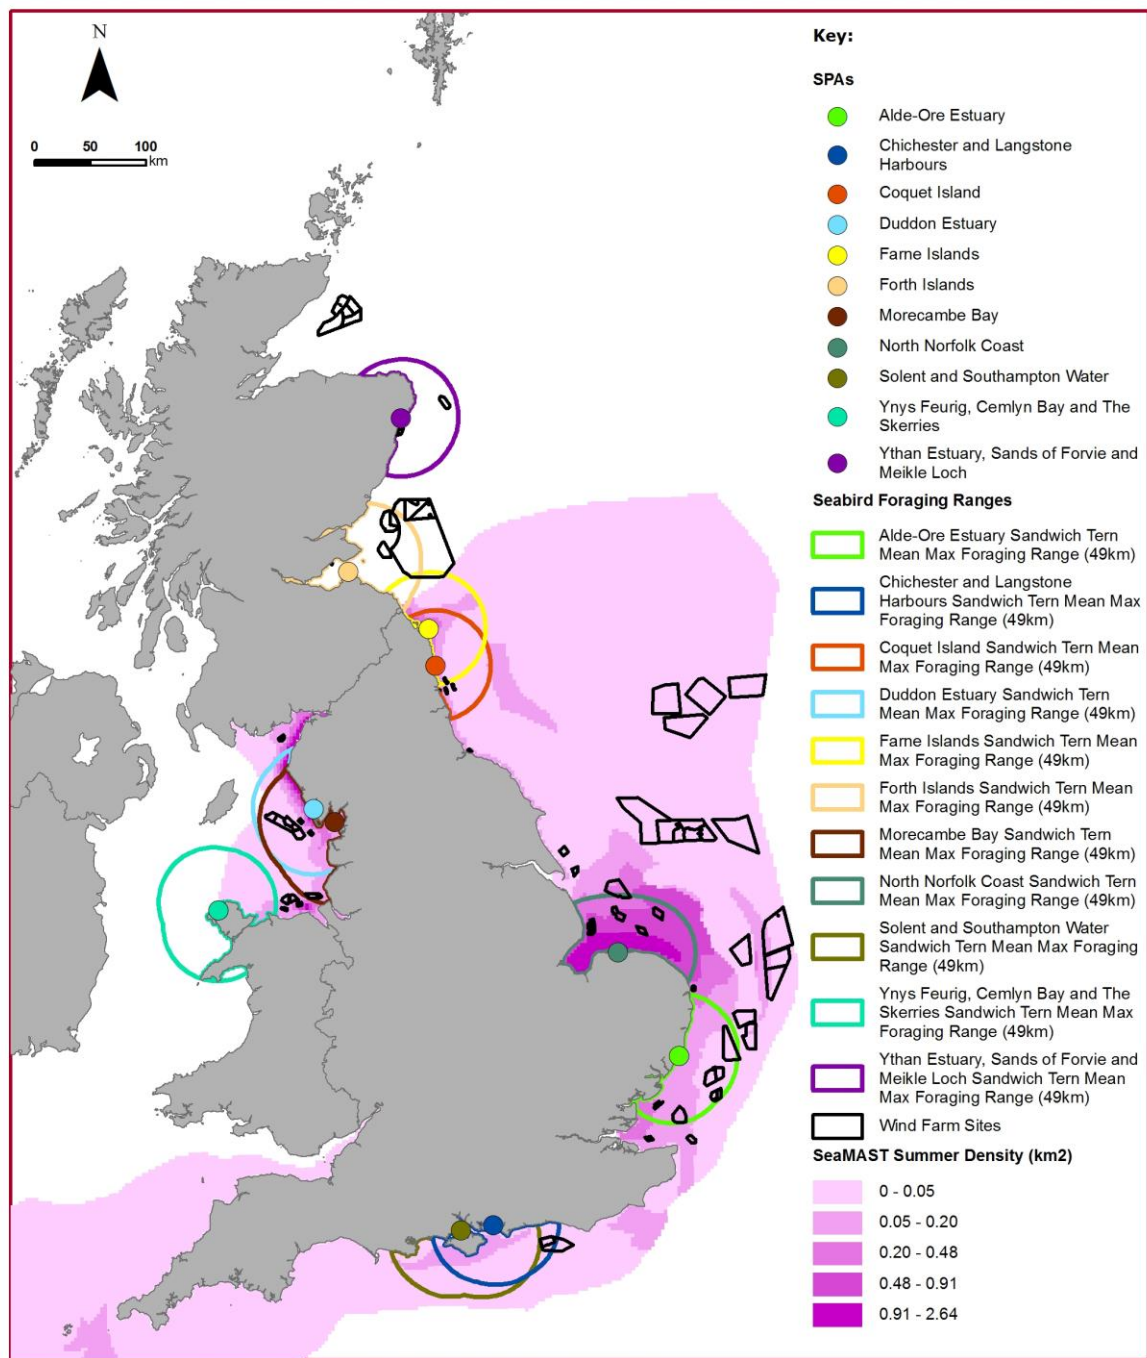 N
0 50 100
km
Key:
SPAs
Alde-Ore Estuary
Chichester and Langstone
Harbours
Coquet Island
Duddon Estuary
Farne Islands
Forth Islands
Morecambe Bay
North Norfolk Coast
Solent and Southampton Water
Ynys Feurig, Cemlyn Bay and The
Skerries
Ythan Estuary, Sands of Forvie and
Meikle Loch
Seabird Foraging Ranges
Alde-Ore Estuary Sandwich Tern
Mean Max Foraging Range (49km)
Chichester and Langstone
Harbours Sandwich Tern Mean Max
Foraging Range (49km)
Coquet Island Sandwich Tern Mean
Max Foraging Range (49km)
Duddon Estuary Sandwich Tern
Mean Max Foraging Range (49km)
Farne Islands Sandwich Tern Mean
Max Foraging Range (49km)
Forth Islands Sandwich Tern Mean
Max Foraging Range (49km)
Morecambe Bay Sandwich Tern
Mean Max Foraging Range (49km)
North Norfolk Coast Sandwich Tern
Mean Max Foraging Range (49km)
Solent and Southampton Water
Sandwich Tern Mean Max Foraging
Range (49km)
Ynys Feurig, Cemlyn Bay and The
Skerries Sandwich Tern Mean Max
Foraging Range (49km)
Ythan Estuary, Sands of Forvie and
Meikle Loch Sandwich Tern Mean
Max Foraging Range (49km)
Wind Farm Sites
SeaMAST Summer Density (km2)
0 - 0.05
0.05 - 0.20
0.20 - 0.48
0.48 - 0.91
0.91 - 2.64